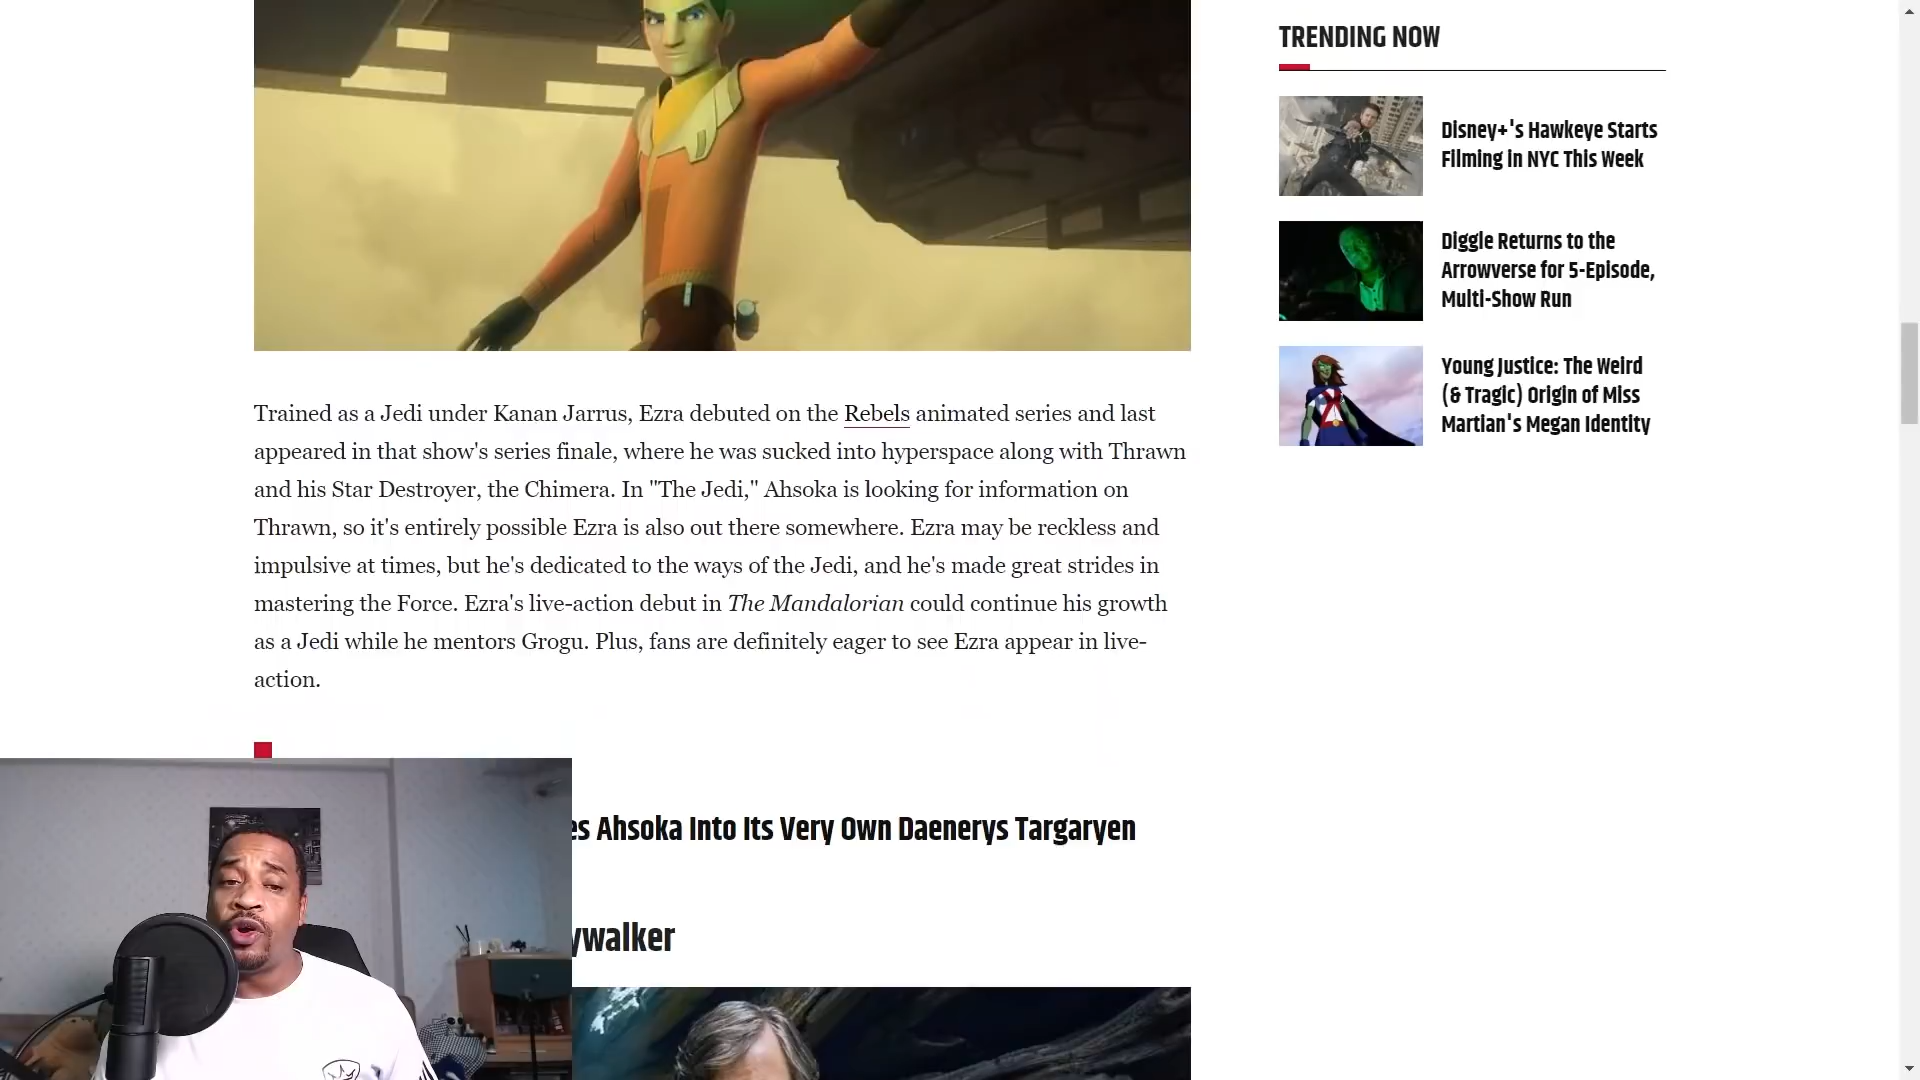 Trained as a Jedi under Kanan Jarrus, Ezra debuted on the Rebels animated series and last
appeared in that show's series finale, where he was sucked into hyperspace along with Thrawn
and his Star Destroyer, the Chimera. In "The Jedi," Ahsoka is looking for information on
Thrawn, so it's entirely possible Ezra is also out there somewhere. Ezra may be reckless and
impulsive at times, but he's dedicated to the ways of the Jedi, and he's made great strides in
mastering the Force. Ezra's live-action debut in The Mandalorian could continue his growth
as a Jedi while he mentors Grogu. Plus, fans are definitely eager to see Ezra appear in live-
action.
es Ahsoka Into Its Very Own Daenerys Targaryen
ywalker
TRENDING NOW
Disney+'s Hawkeye Starts
Filming in NYC This Week
Diggle Returns to the
Arrowverse for 5-Episode,
Multi-Show Run
Young Justice: The Weird
(& Tragic) Origin of Miss
Martian's Megan Identity